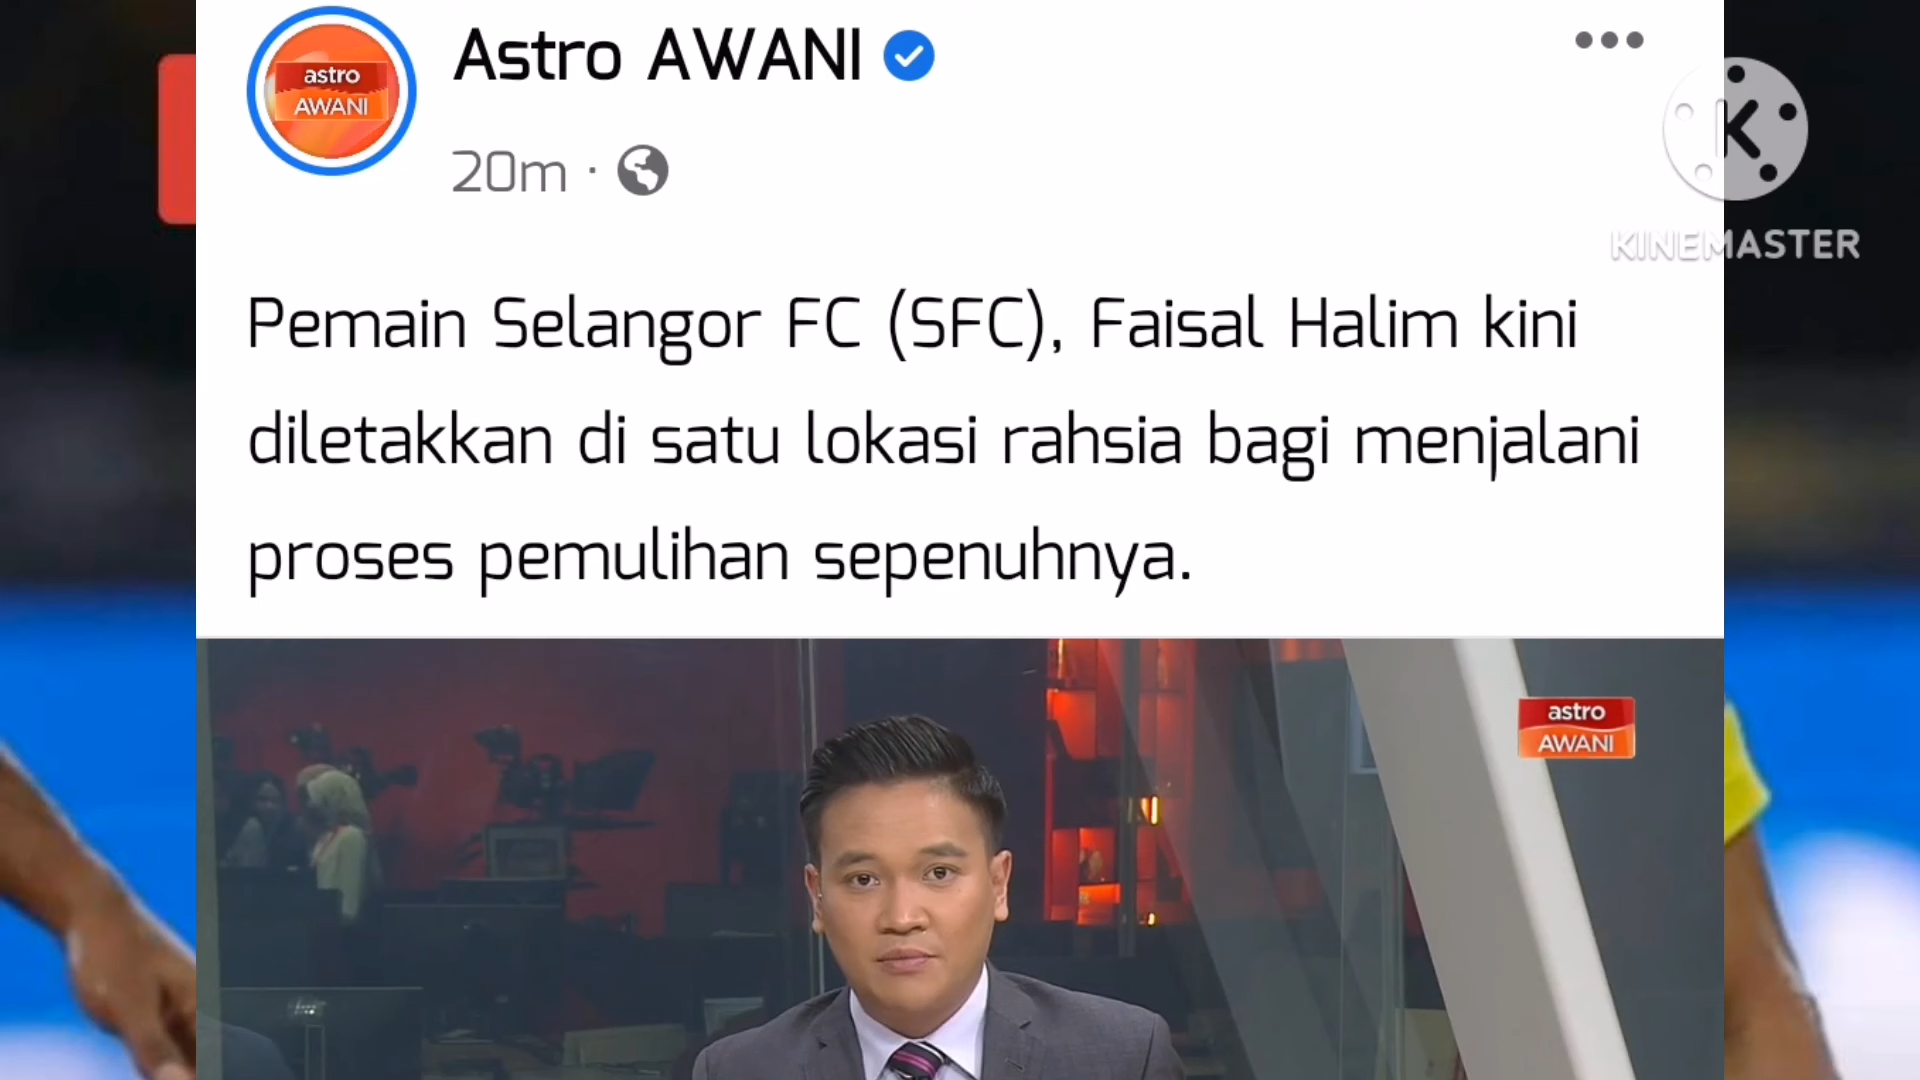 astro
AWANI
Astro AWANI
20m ·
K
KINEMASTER
Pemain Selangor FC (SFC), Faisal Halim kini
diletakkan di satu lokasi rahsia bagi menjalani
proses pemulihan sepenuhnya.
astro
AWANI